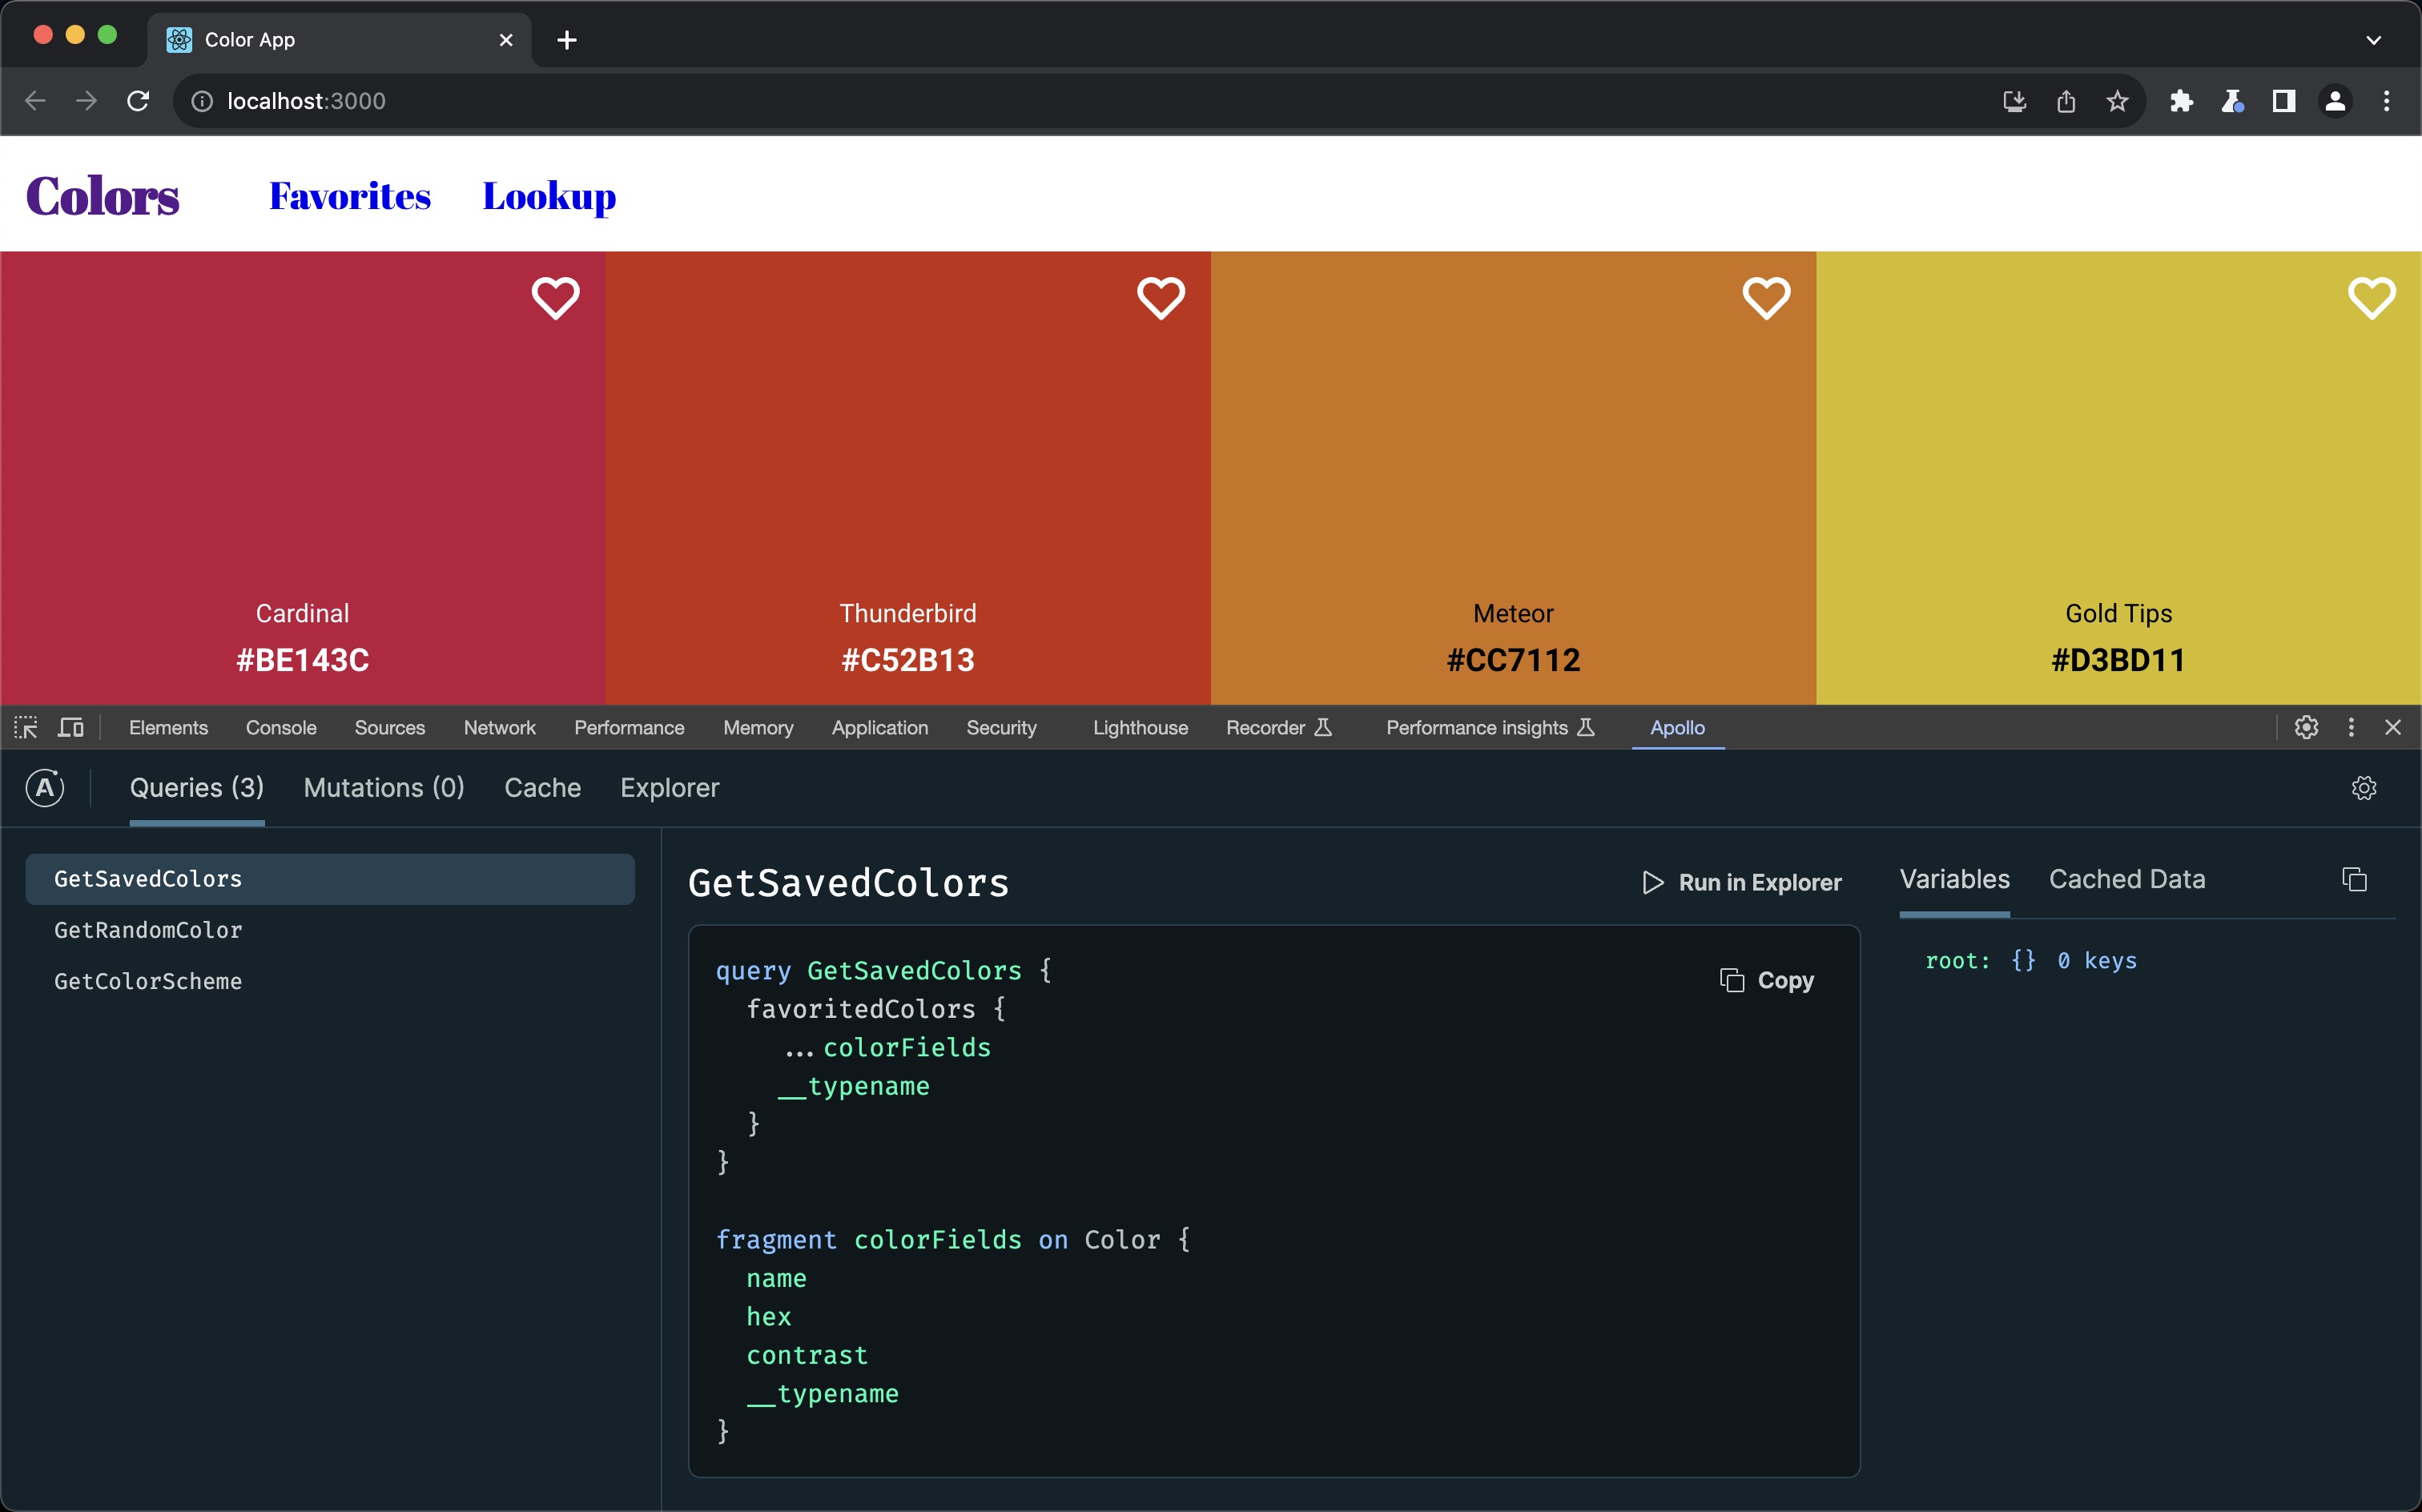 Color App
localhost:3000
Colors Favorites Lookup
Cardinal
#BE143C
Thunderbird
#C52B13
Meteor
#CC7112
Gold Tips
#D3BD11
Elements Console Sources Network Performance Memory Application Security Lighthouse Recorder Performance insights Apollo
A Queries (3) Mutations (0) Cache Explorer
GetSavedColors
GetRandomColor
GetColorScheme
GetSavedColors Run in Explorer
Copy
query GetSavedColors {
favoritedColors {
...colorFields
__typename
}
}
fragment colorFields on Color {
name
hex
contrast
__typename
}
Variables Cached Data
root: {} 0 keys